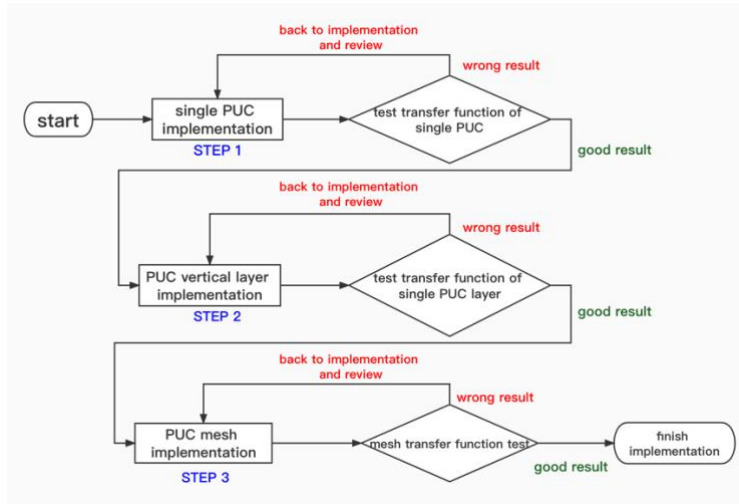 back to implementation
and review
wrong result
start
single PUC
implementation
test transfer function of
single PUC
STEP 1
good result
back to implementation
and review
wrong result
PUC vertical layer
implementation
test transfer function of
single PUC layer
STEP 2
good result
back to implementation
and review
wrong result
PUC mesh
implementation
mesh transfer function test
finish
implementation
good result
STEP 3